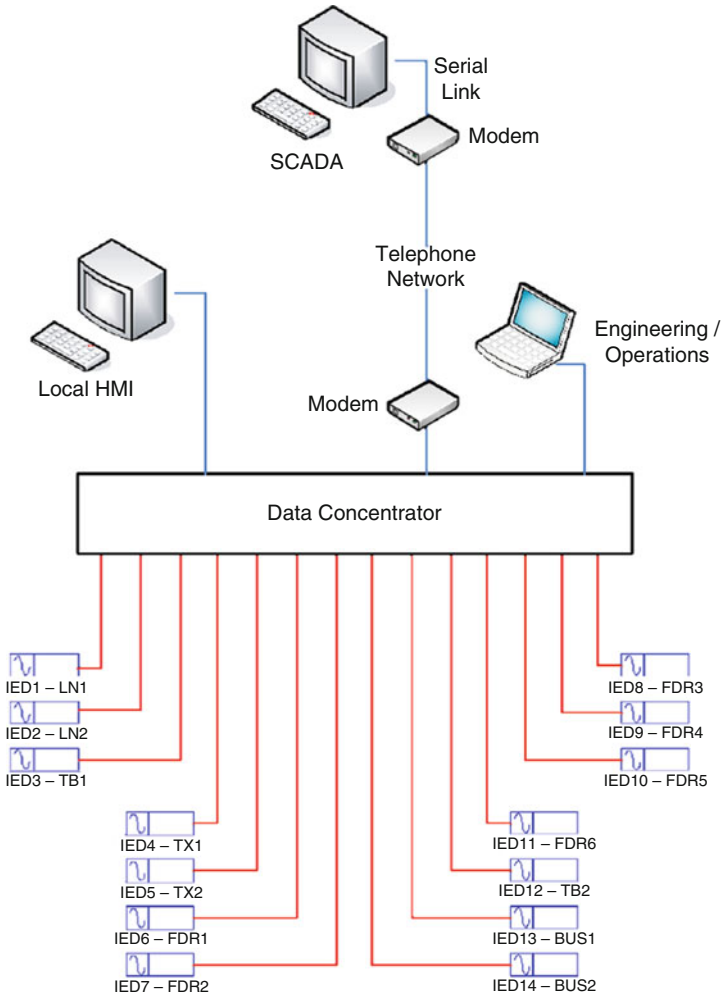 Serial
Link
Modem
SCADA
Telephone
Network
Engineering /
Operations
Local HMI
Modem
Data Concentrator
IED1 – LN1
IED8 – FDR3
IED2 – LN2
IED9 – FDR4
IED3 – TB1
IED10 – FDR5
IED4 – TX1
IED11 – FDR6
IED5 – TX2
IED12 – TB2
IED6 – FDR1
IED13 – BUS1
IED7 – FDR2
IED14 – BUS2